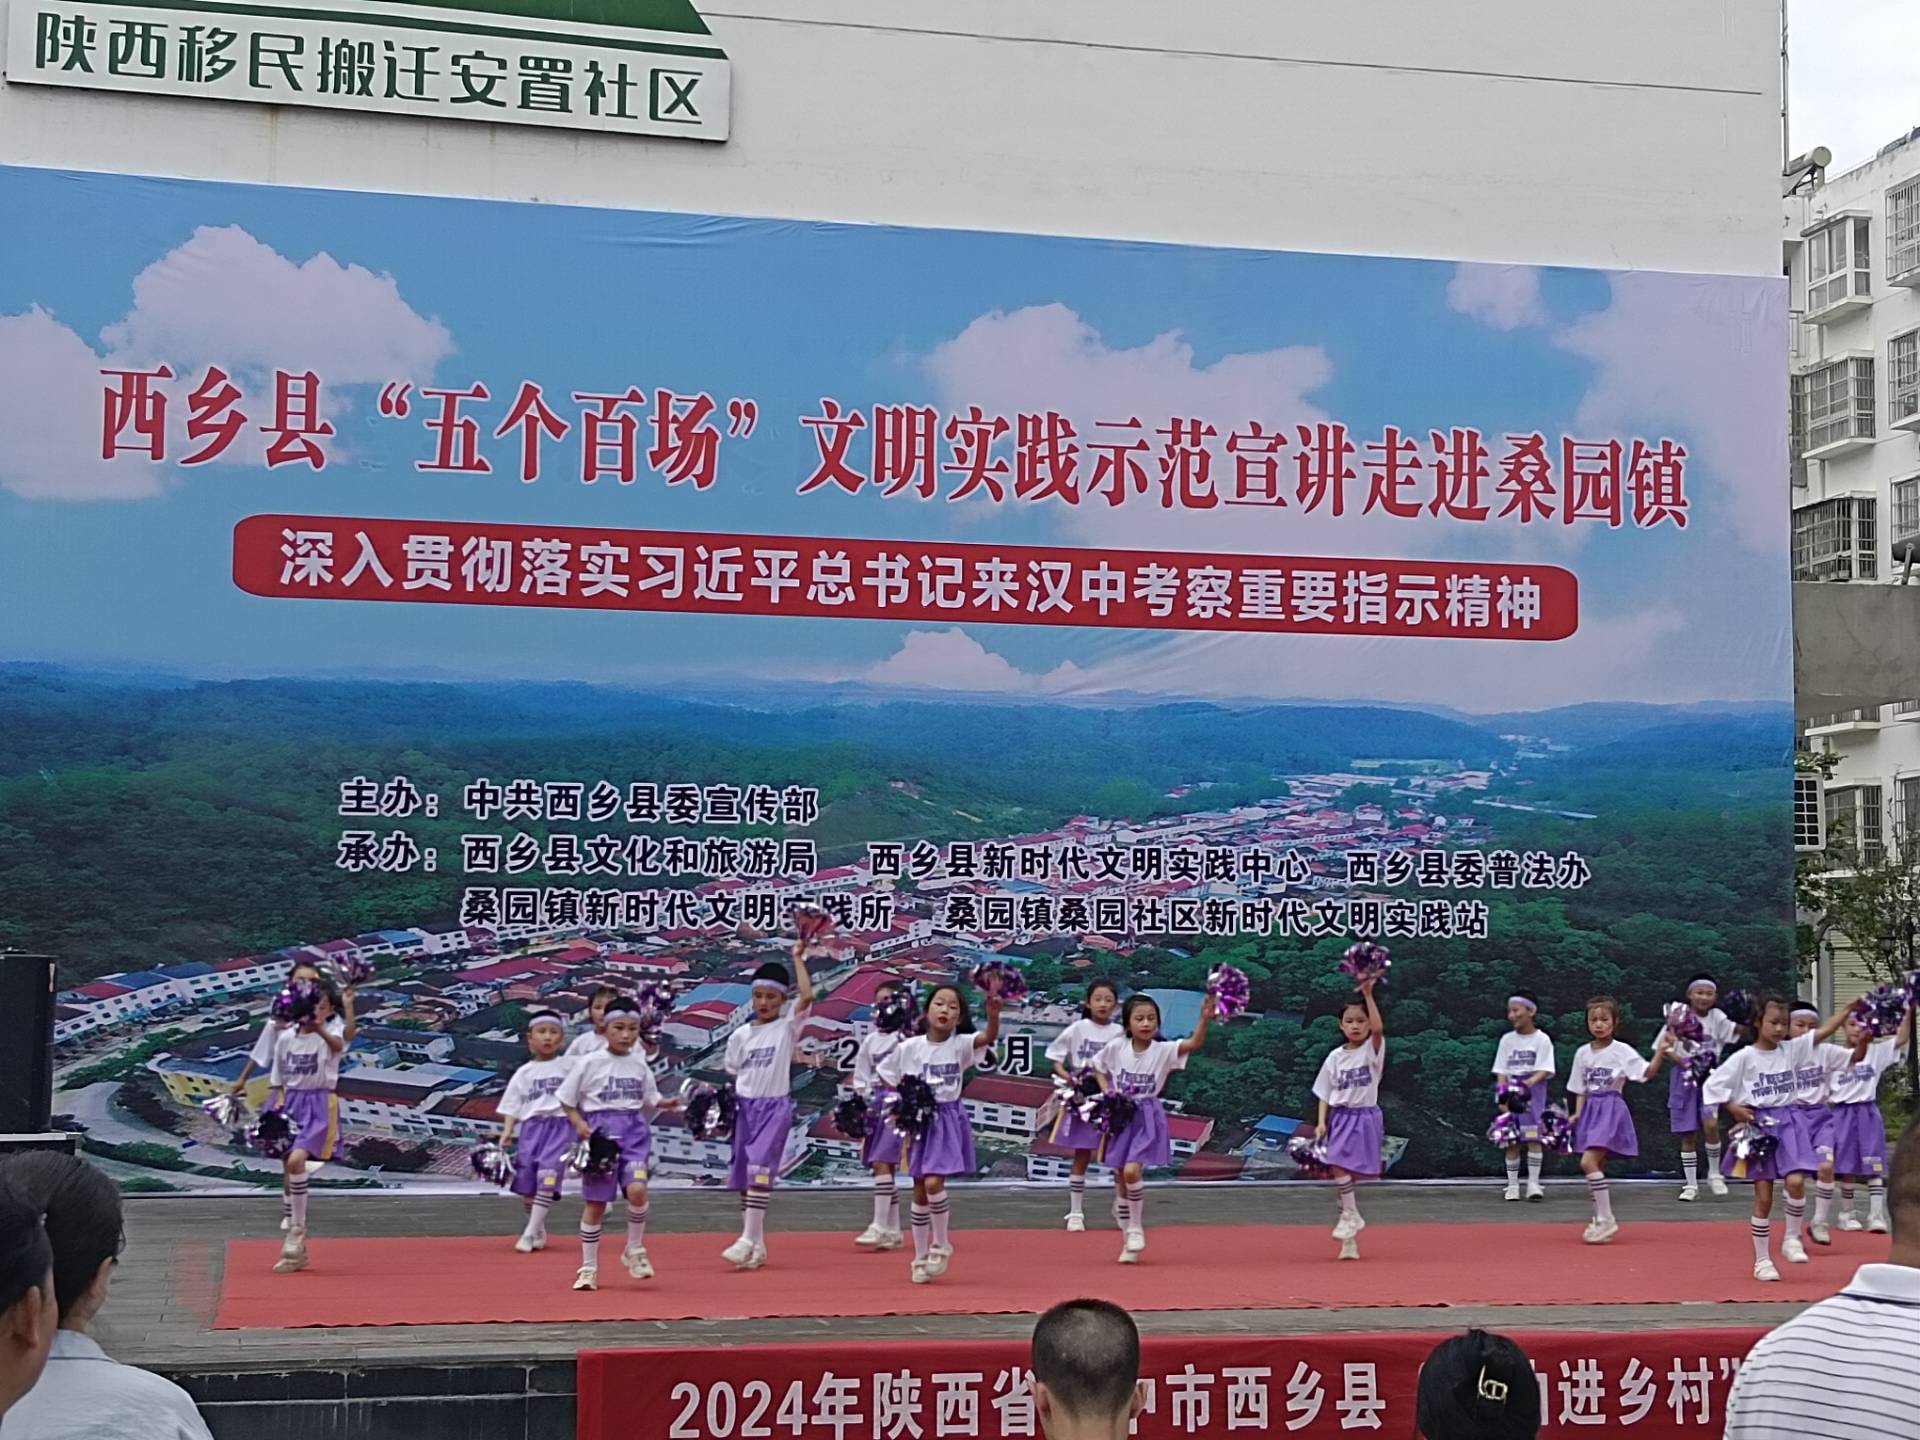 陕西移民搬迁安置社区
西乡县“五个百场”文明实践示范宣讲走进桑园镇
深入贯彻落实习近平总书记来汉中考察重要指示精神
主办：中共西乡县委宣传部
承办：西乡县文化和旅游局 西乡县新时代文明实践中心 西乡县委普法办
桑园镇新时代文明实践所 桑园镇桑园社区新时代文明实践站
2 月
2024年陕西省 中市西乡县 进乡村”